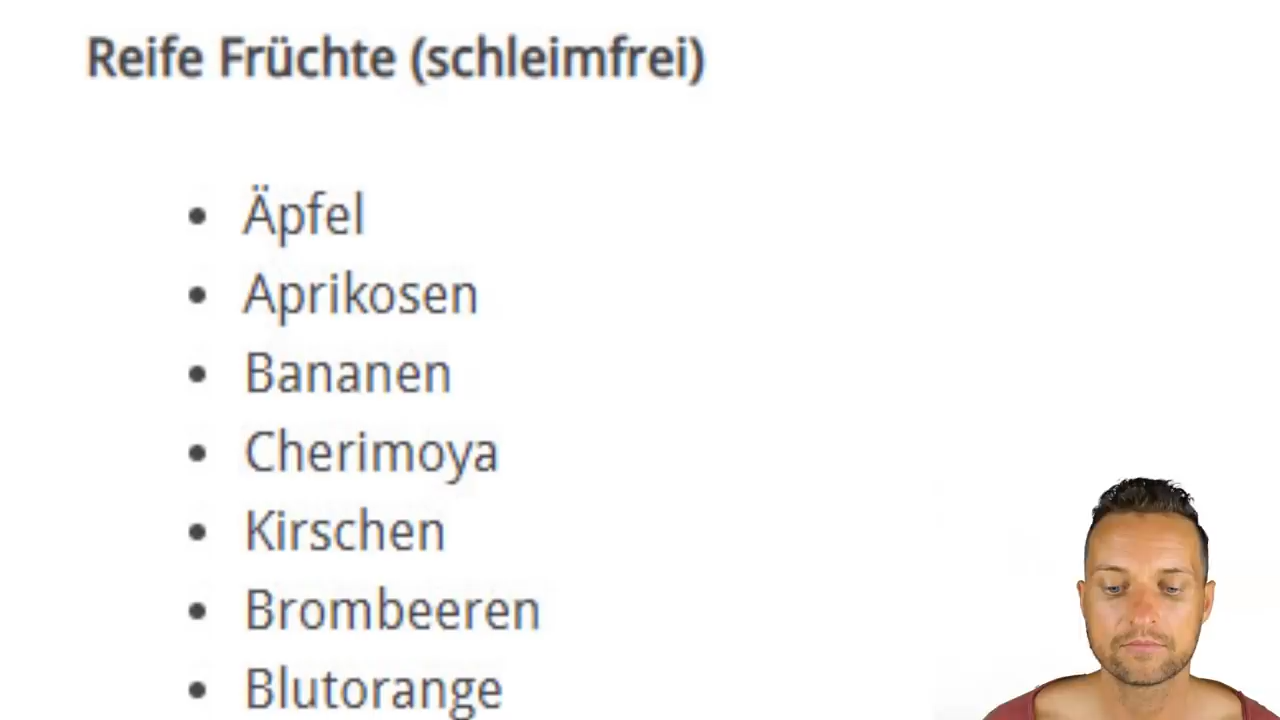 Reife Früchte (schleimfrei)
Äpfel
Aprikosen
Bananen
Cherimoya
Kirschen
Brombeeren
Blutorange